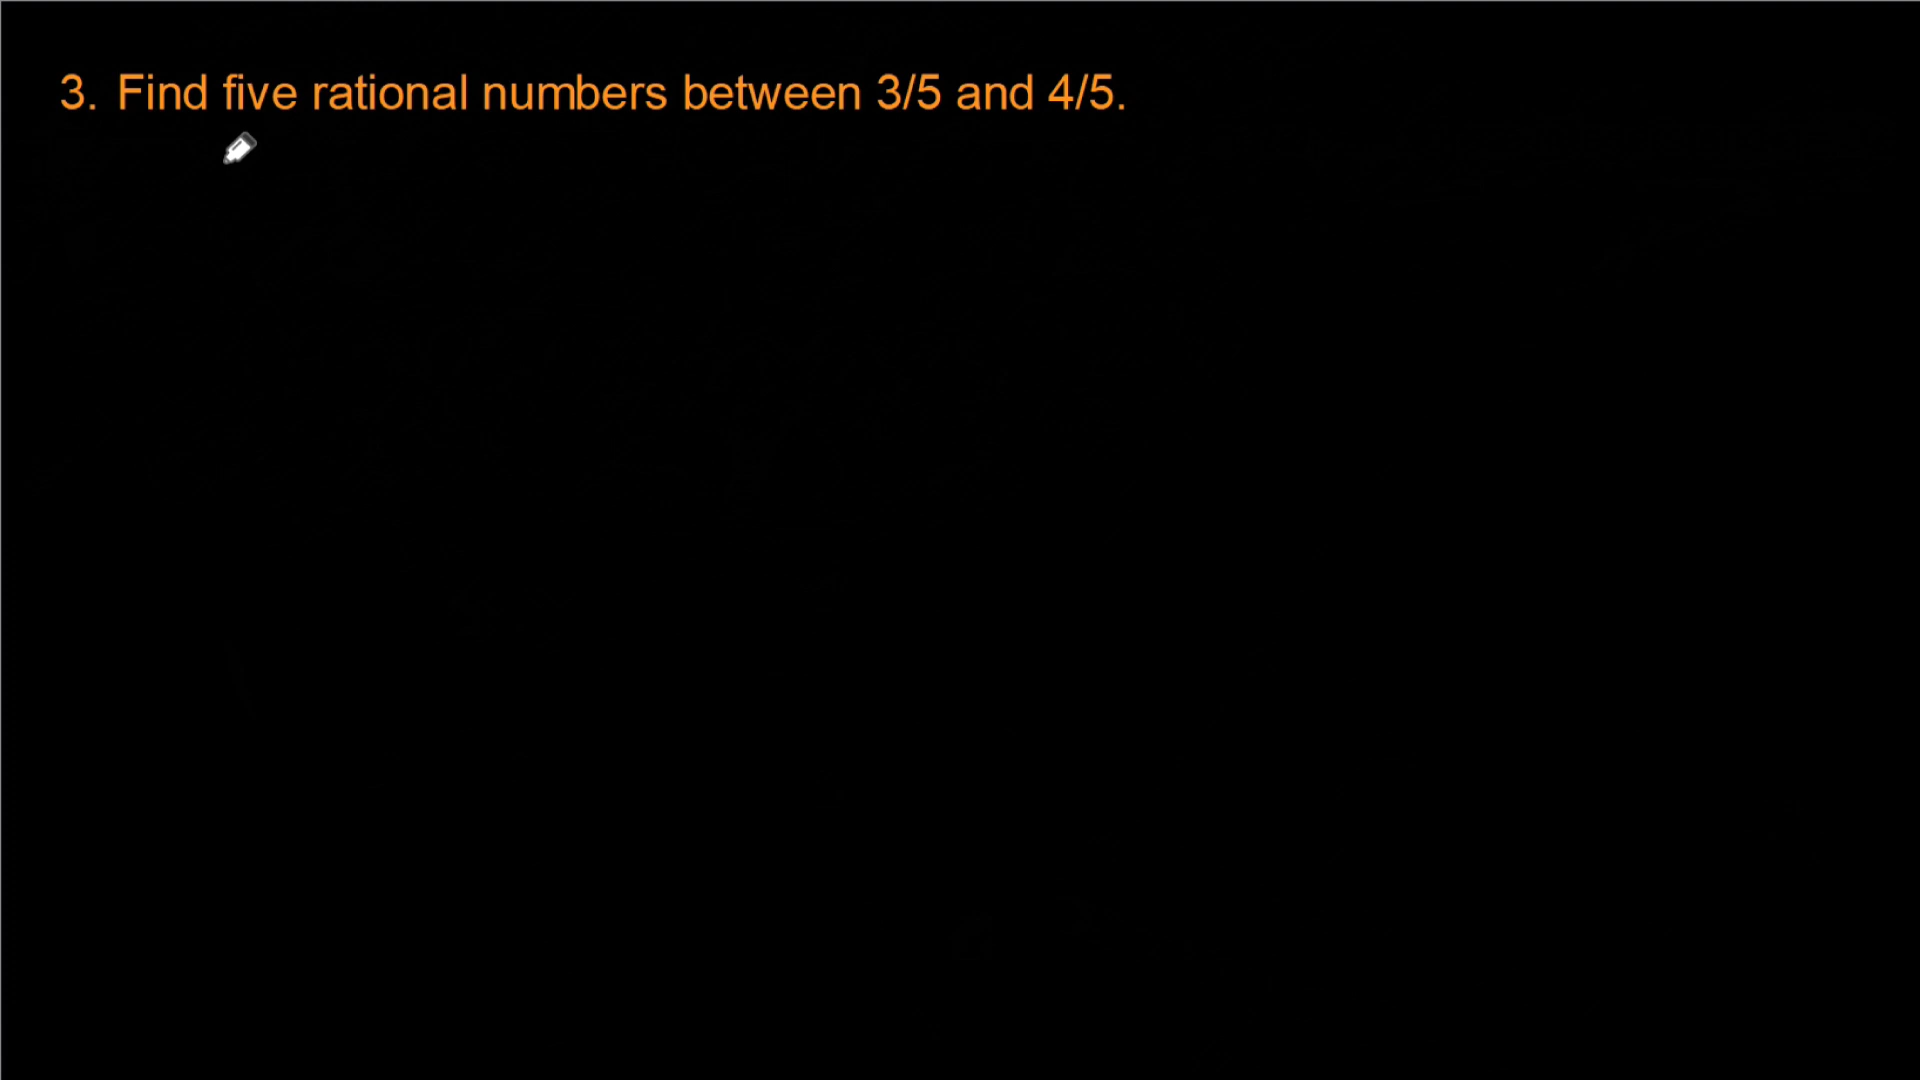 3. Find five rational numbers between 3/5 and 4/5.